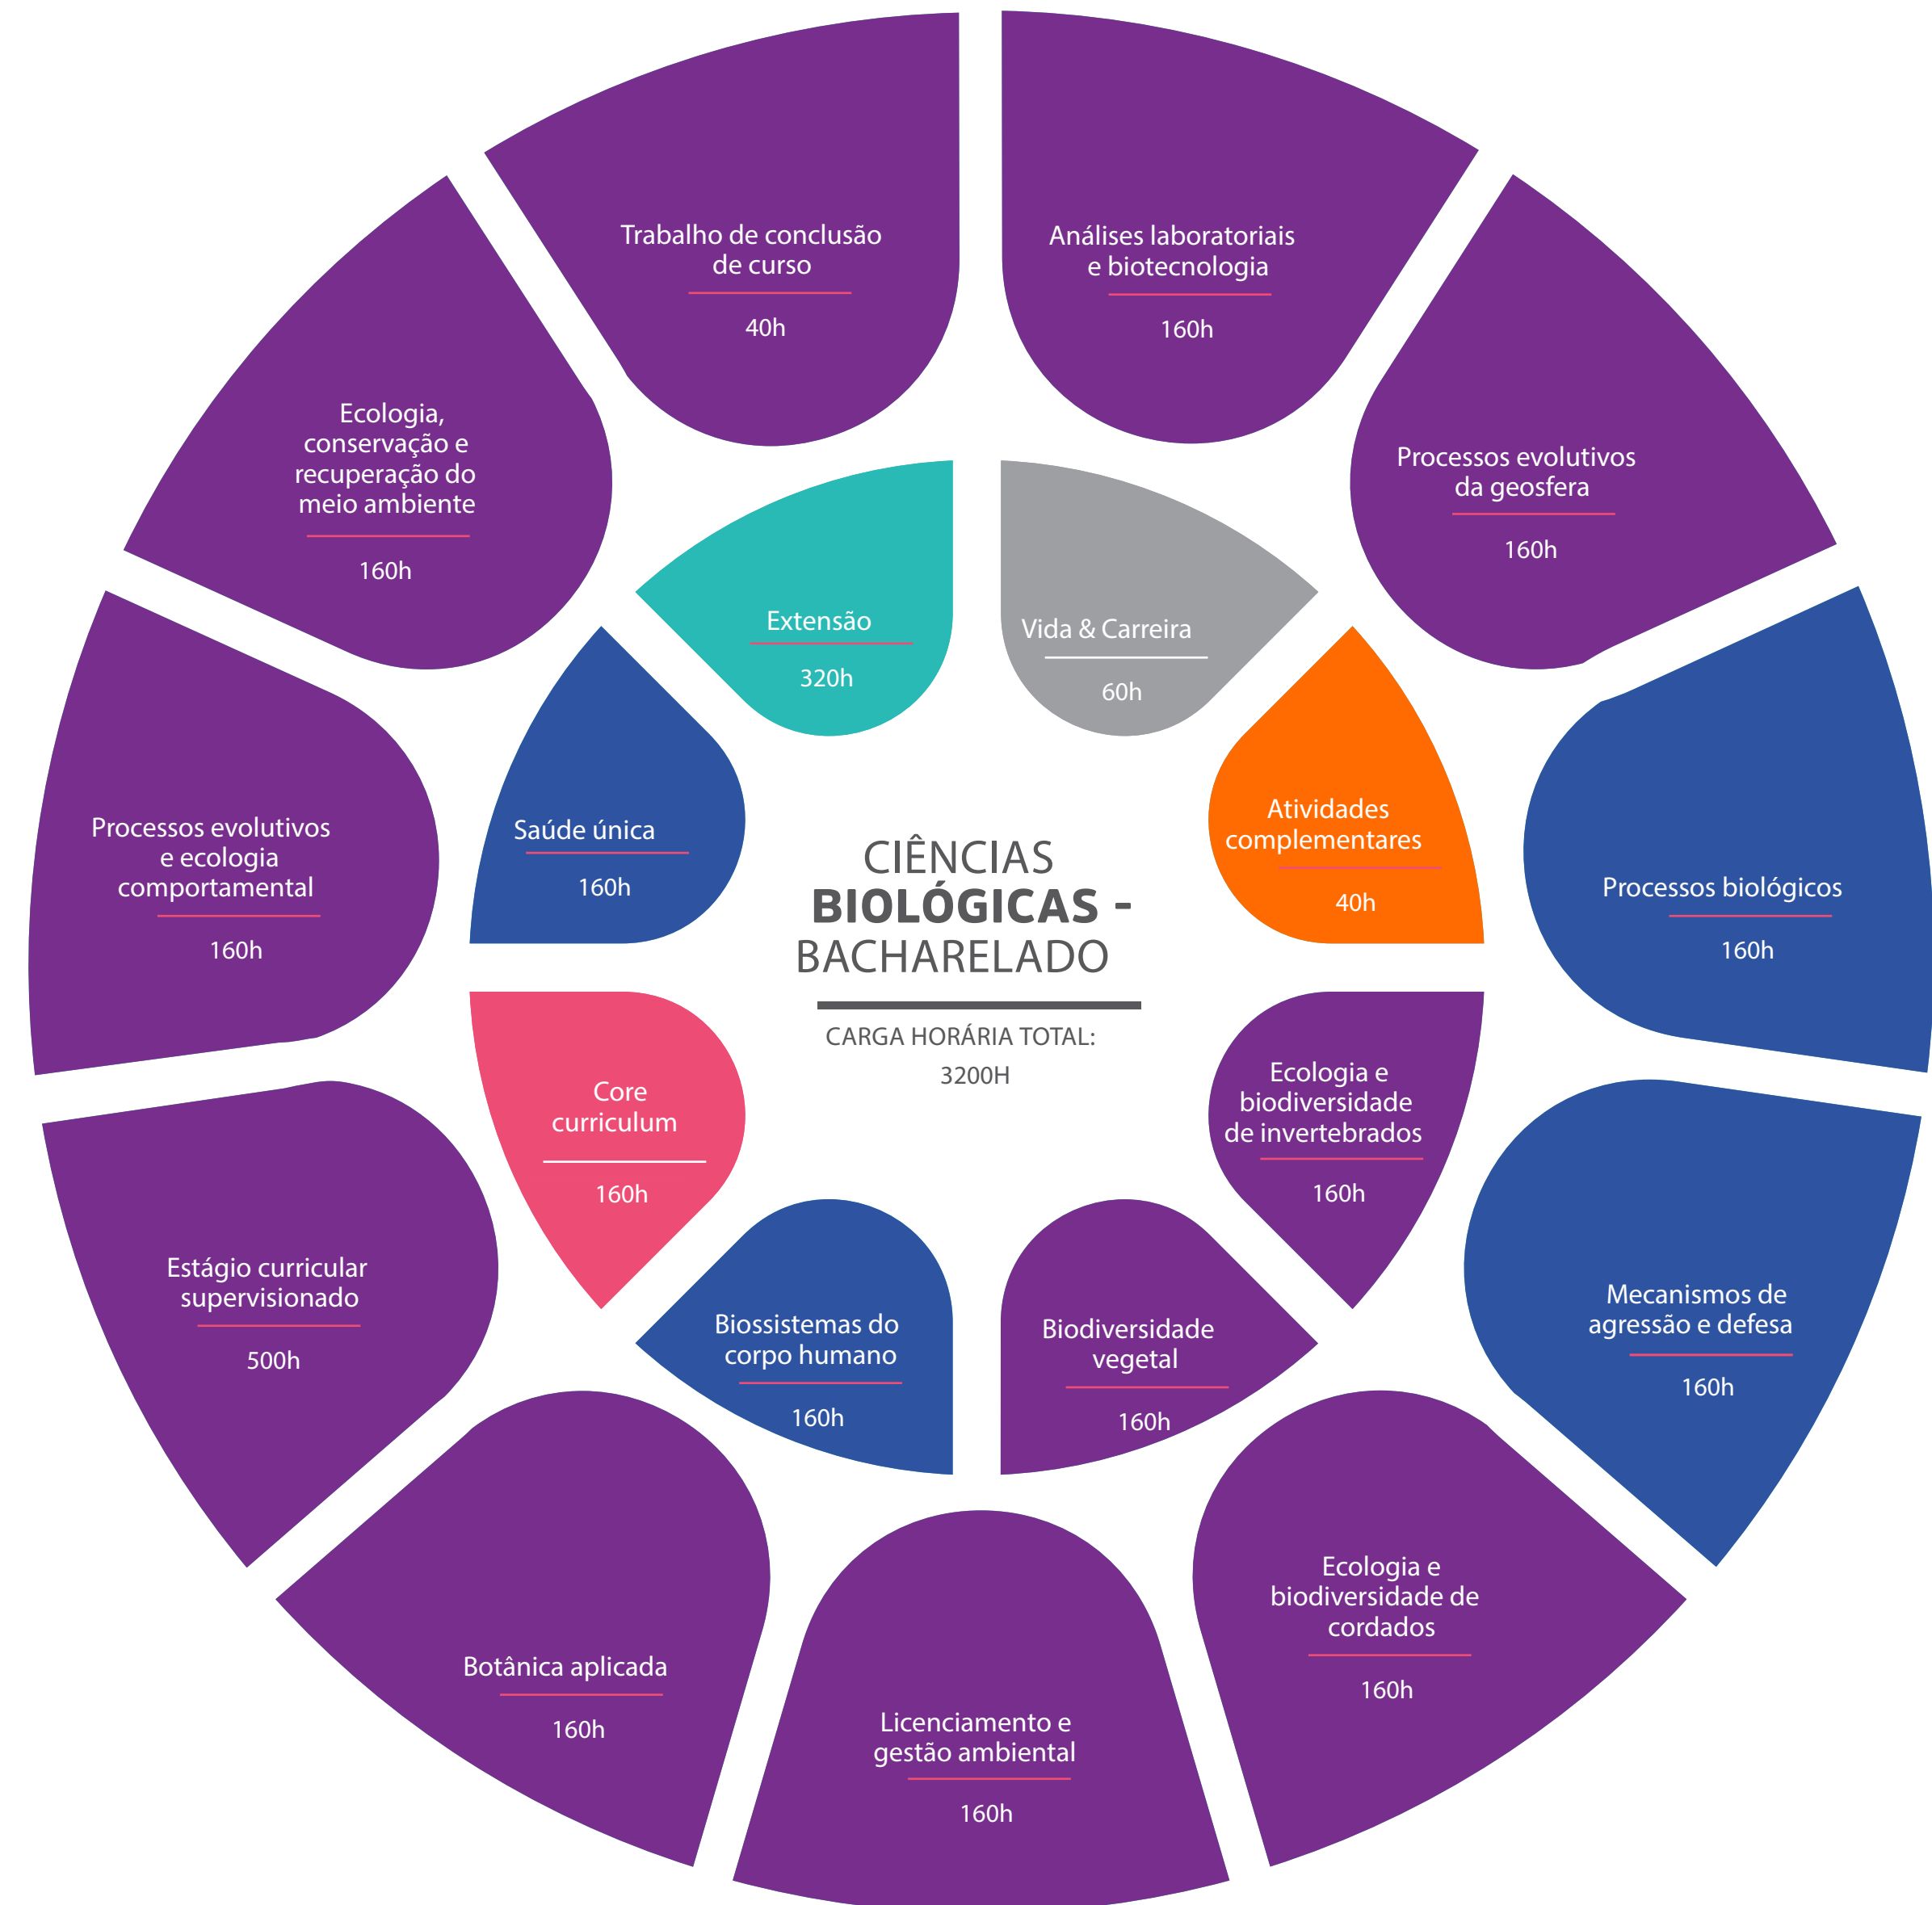 Trabalho de conclusão
de curso
40h
Análises laboratoriais
e biotecnologia
160h
Processos evolutivos
da geosfera
160h
Processos biológicos
160h
Mecanismos de
agressão e defesa
160h
Ecologia e
biodiversidade de
cordados
160h
Licenciamento e
gestão ambiental
160h
Botânica aplicada
160h
Estágio curricular
supervisionado
500h
Processos evolutivos
e ecologia
comportamental
160h
Ecologia,
conservação e
recuperação do
meio ambiente
160h
Extensão
320h
Vida & Carreira
60h
Atividades
complementares
40h
Ecologia e
biodiversidade
de invertebrados
160h
Biodiversidade
vegetal
160h
Biossistemas do
corpo humano
160h
Core
curriculum
160h
Saúde única
160h
CIÊNCIAS
BIOLÓGICAS -
BACHARELADO
CARGA HORÁRIA TOTAL:
3200H